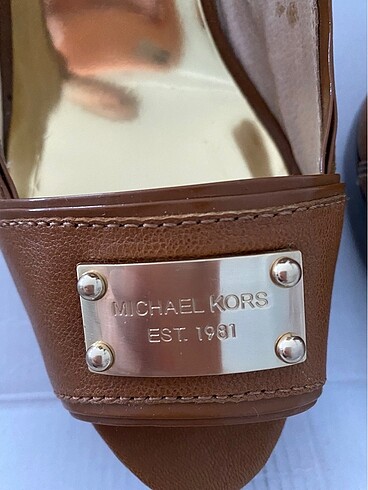 MICHAEL KORS
EST. 1981